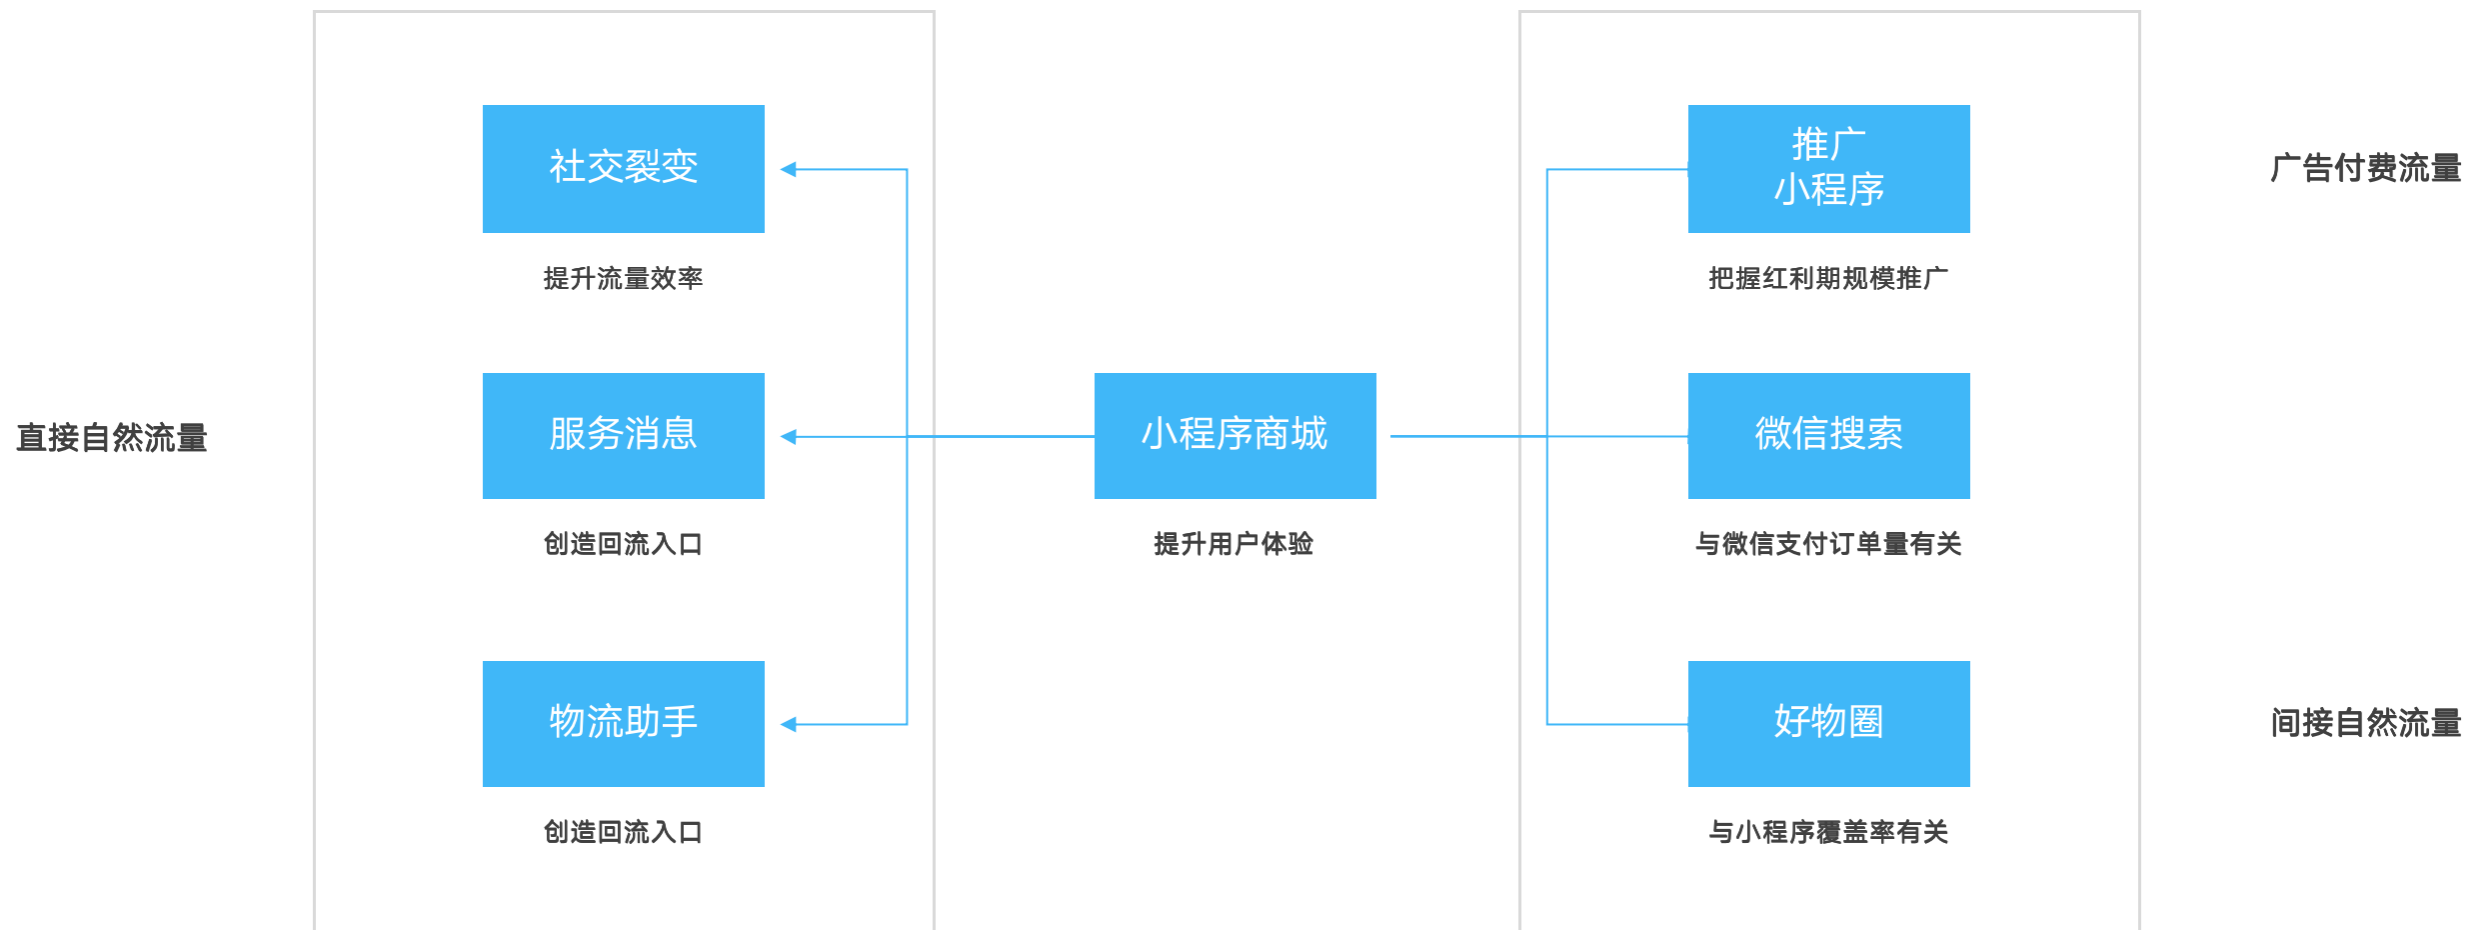 社交裂变
推广
小程序
广告付费流量
提升流量效率
把握红利期规模推广
直接自然流量
服务消息
小程序商城
微信搜索
创造回流入口
提升用户体验
与微信支付订单量有关
物流助手
好物圈
间接自然流量
创造回流入口
与小程序覆盖率有关